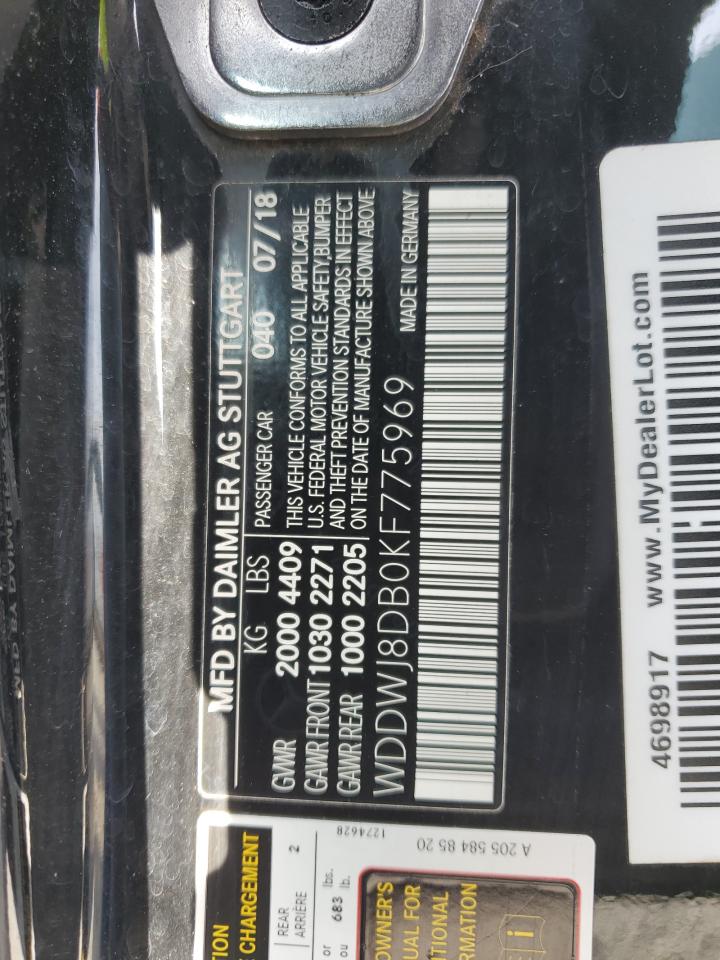 MFD BY DAIMLER AG STUTTGART
KG LBS PASSENGER CAR 040 07/18
GVWR 2000 4409
GAWR FRONT 1030 2271
GAWR REAR 1000 2205
THIS VEHICLE CONFORMS TO ALL APPLICABLE
U.S. FEDERAL MOTOR VEHICLE SAFETY,BUMPER
AND THEFT PREVENTION STANDARDS IN EFFECT
ON THE DATE OF MANUFACTURE SHOWN ABOVE
WDDWJ8DB0KF775969 MADE IN GERMANY
4698917 www.MyDealerLot.com
CHARGEMENT
REAR 2
ARRIÈRE
or lbs.
ou 683 lb.
1274628
A 205 584 85 20
OWNER'S
FOR